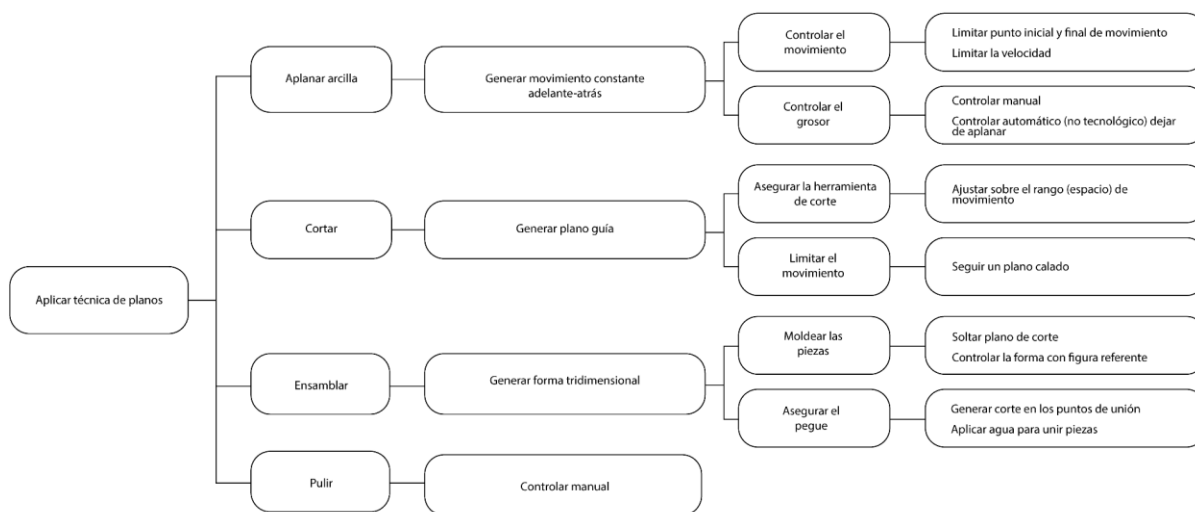 Aplicar técnica de planos
Aplanar arcilla
Generar movimiento constante
adelante-atrás
Controlar el
movimiento
Limitar punto inicial y final de movimiento
Limitar la velocidad
Controlar el
grosor
Controlar manual
Controlar automático (no tecnológico) dejar
de aplanar
Cortar
Generar plano guía
Asegurar la herramienta
de corte
Ajustar sobre el rango (espacio) de
movimiento
Limitar el
movimiento
Seguir un plano calado
Ensamblar
Generar forma tridimensional
Moldear las
piezas
Soltar plano de corte
Controlar la forma con figura referente
Asegurar el
pegue
Generar corte en los puntos de unión
Aplicar agua para unir piezas
Pulir
Controlar manual